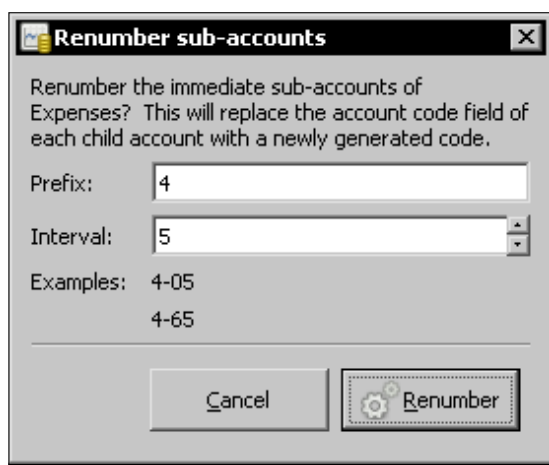 Renumber sub-accounts
Renumber the immediate sub-accounts of
Expenses? This will replace the account code field of
each child account with a newly generated code.
Prefix: 4
Interval: 5
Examples: 4-05
4-65
Cancel Renumber